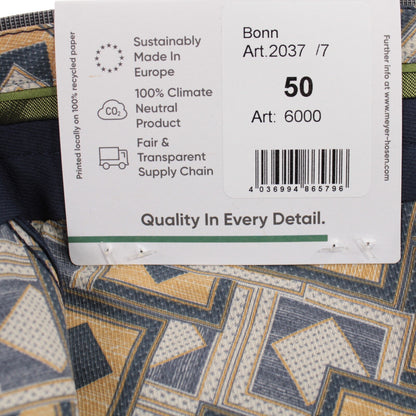 Printed locally on 100% recycled paper
Sustainably
Made In
Europe
CO₂
100% Climate
Neutral
Product
Fair &
Transparent
Supply Chain
Bonn
Art.2037 /7
50
Art: 6000
4 036994 865796
Further info on www.meyer-hosen.com
Quality In Every Detail.